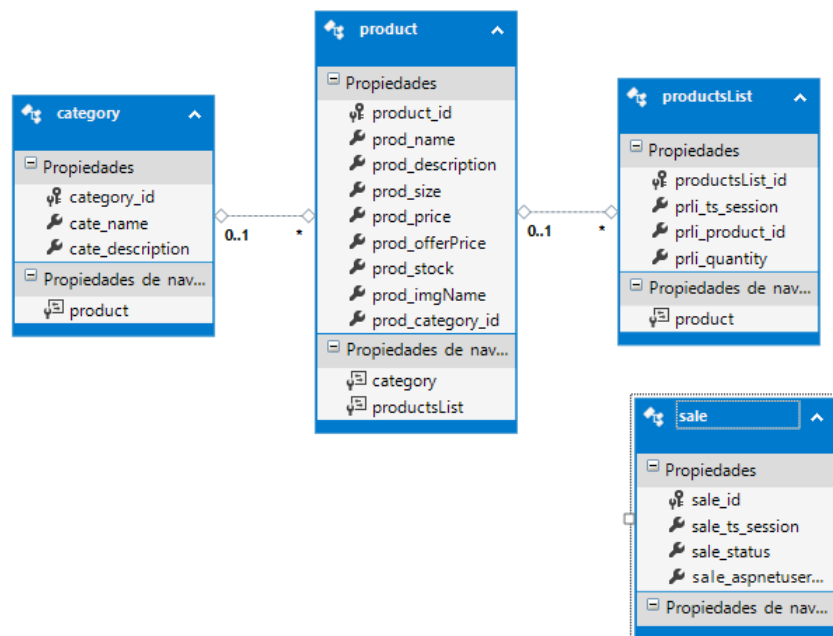 category
Propiedades
category_id
cate_name
cate_description
Propiedades de nav...
product
0..1
*
product
Propiedades
product_id
prod_name
prod_description
prod_size
prod_price
prod_offerPrice
prod_stock
prod_imgName
prod_category_id
Propiedades de nav...
category
productsList
0..1
*
productsList
Propiedades
productsList_id
prli_ts_session
prli_product_id
prli_quantity
Propiedades de nav...
product
sale
Propiedades
sale_id
sale_ts_session
sale_status
sale_aspnetuser...
Propiedades de nav...